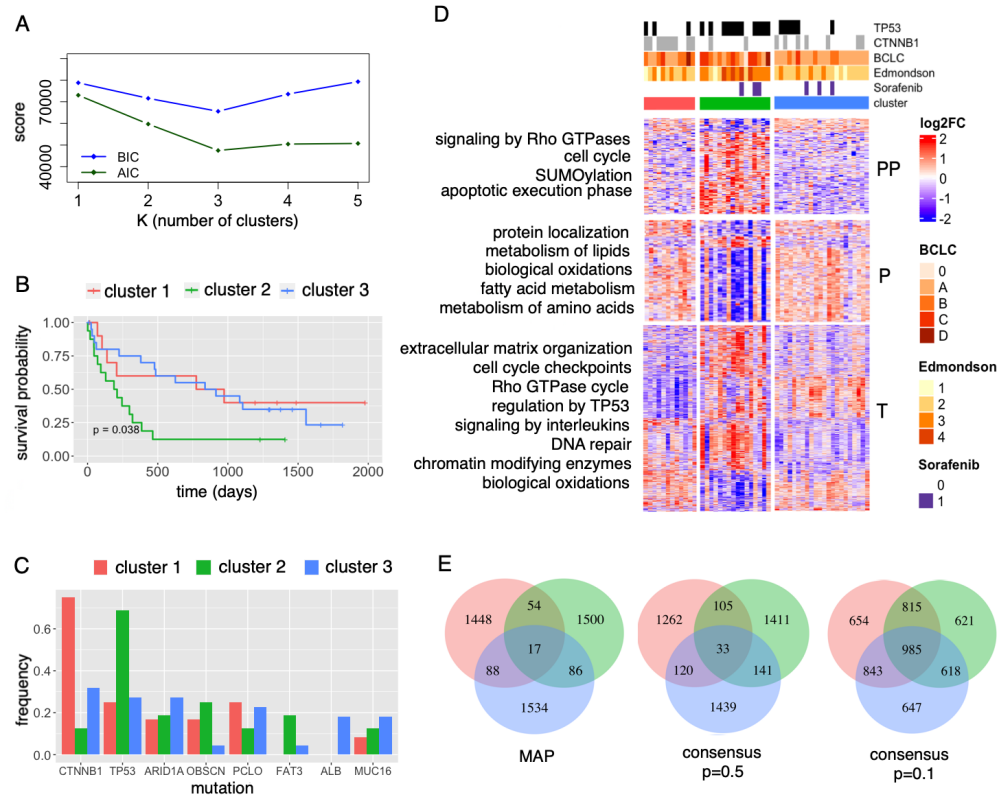 A
score
70000
40000
BIC
AIC
1 2 3 4 5
K (number of clusters)
B
cluster 1 cluster 2 cluster 3
survival probability
1.00
0.75
0.50
0.25
0.00
p = 0.038
0 500 1000 1500 2000
time (days)
C
cluster 1 cluster 2 cluster 3
frequency
0.6
0.4
0.2
0.0
CTNNB1 TP53 ARID1A OBSCN PCLO FAT3 ALB MUC16
mutation
D
TP53
CTNNB1
BCLC
Edmondson
Sorafenib
cluster
signaling by Rho GTPases
cell cycle
SUMOylation
apoptotic execution phase
PP
protein localization
metabolism of lipids
biological oxidations
fatty acid metabolism
metabolism of amino acids
P
extracellular matrix organization
cell cycle checkpoints
Rho GTPase cycle
regulation by TP53
signaling by interleukins
DNA repair
chromatin modifying enzymes
biological oxidations
T
log2FC
2
1
0
-1
-2
BCLC
0
A
B
C
D
Edmondson
1
2
3
4
Sorafenib
0
1
E
1448 54 1500
17
88 86
1534
MAP
1262 105 1411
33
120 141
1439
consensus
p=0.5
654 815 621
985
843 618
647
consensus
p=0.1